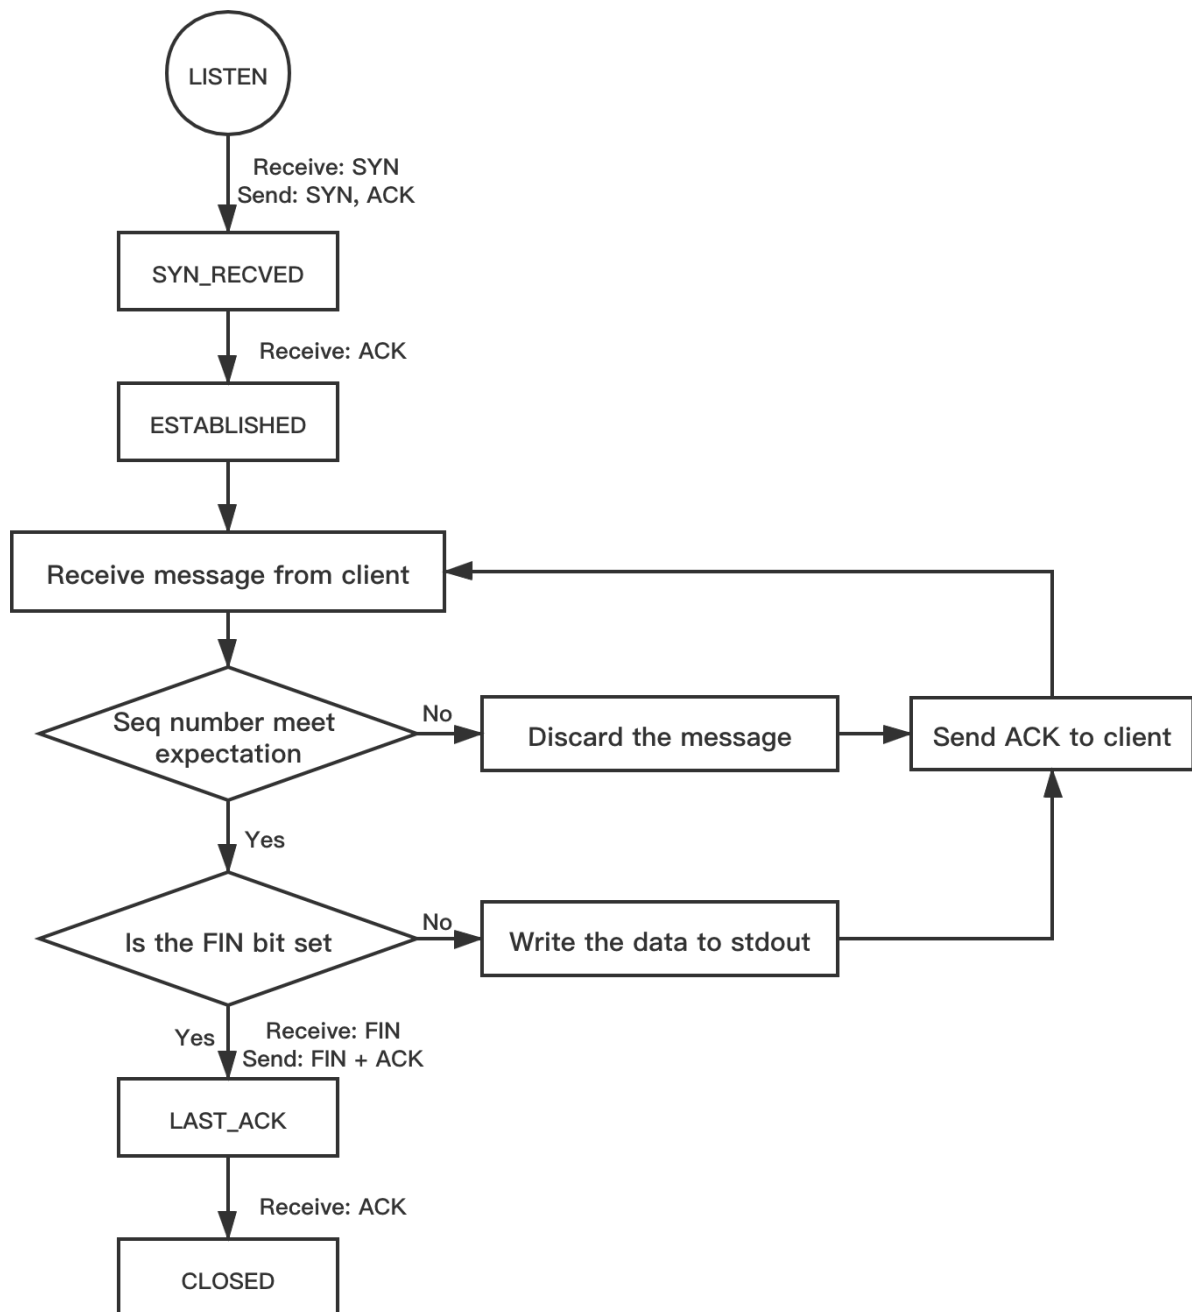 LISTEN
Receive: SYN
Send: SYN, ACK
SYN_RECVED
Receive: ACK
ESTABLISHED
Receive message from client
Seq number meet
expectation
No
Discard the message
Send ACK to client
Yes
Is the FIN bit set
No
Write the data to stdout
Yes
Receive: FIN
Send: FIN + ACK
LAST_ACK
Receive: ACK
CLOSED